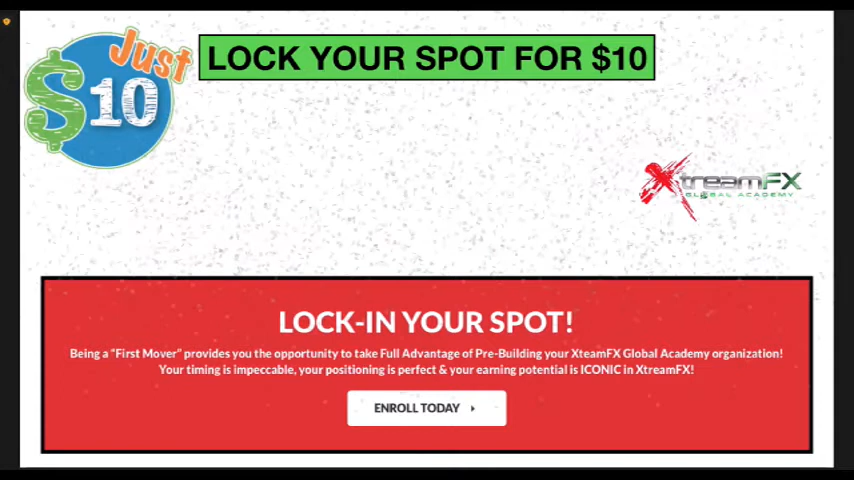 Just
$10
LOCK YOUR SPOT FOR $10
XtreamFX
GLOBAL ACADEMY
LOCK-IN YOUR SPOT!
Being a "First Mover" provides you the opportunity to take Full Advantage of Pre-Building your XteamFX Global Academy organization!
Your timing is impeccable, your positioning is perfect & your earning potential is ICONIC in XtreamFX!
ENROLL TODAY